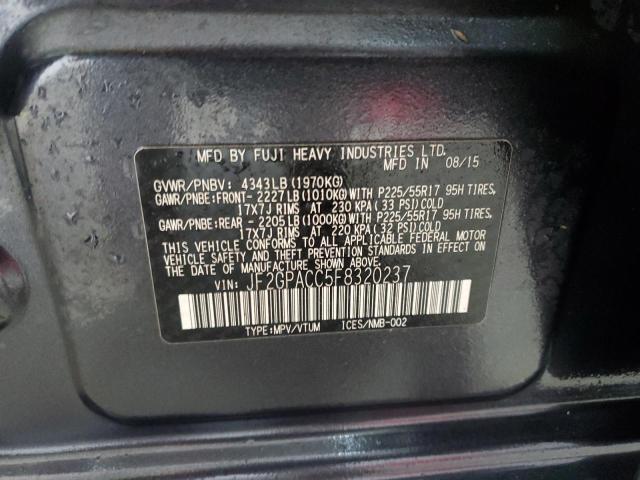 MFD BY FUJI HEAVY INDUSTRIES LTD.
MFD IN 08/15
GVWR/PNBV: 4343LB(1970KG)
GAWR/PNBE:FRONT- 2227LB(1010KG)WITH P225/55R17 95H TIRES,
17X7J RIMS AT 230 KPA(33 PSI)COLD
GAWR/PNBE:REAR - 2205LB(1000KG)WITH P225/55R17 95H TIRES,
17X7J RIMS AT 220 KPA(32 PSI)COLD
THIS VEHICLE CONFORMS TO ALL APPLICABLE FEDERAL MOTOR
VEHICLE SAFETY AND BUMPER STANDARDS IN EFFECT ON THE
DATE OF MANUFACTURE SHOWN ABOVE.
VIN: JF2GPACC5F8320237
TYPE:MPV/VTUM ICES/NMB-002